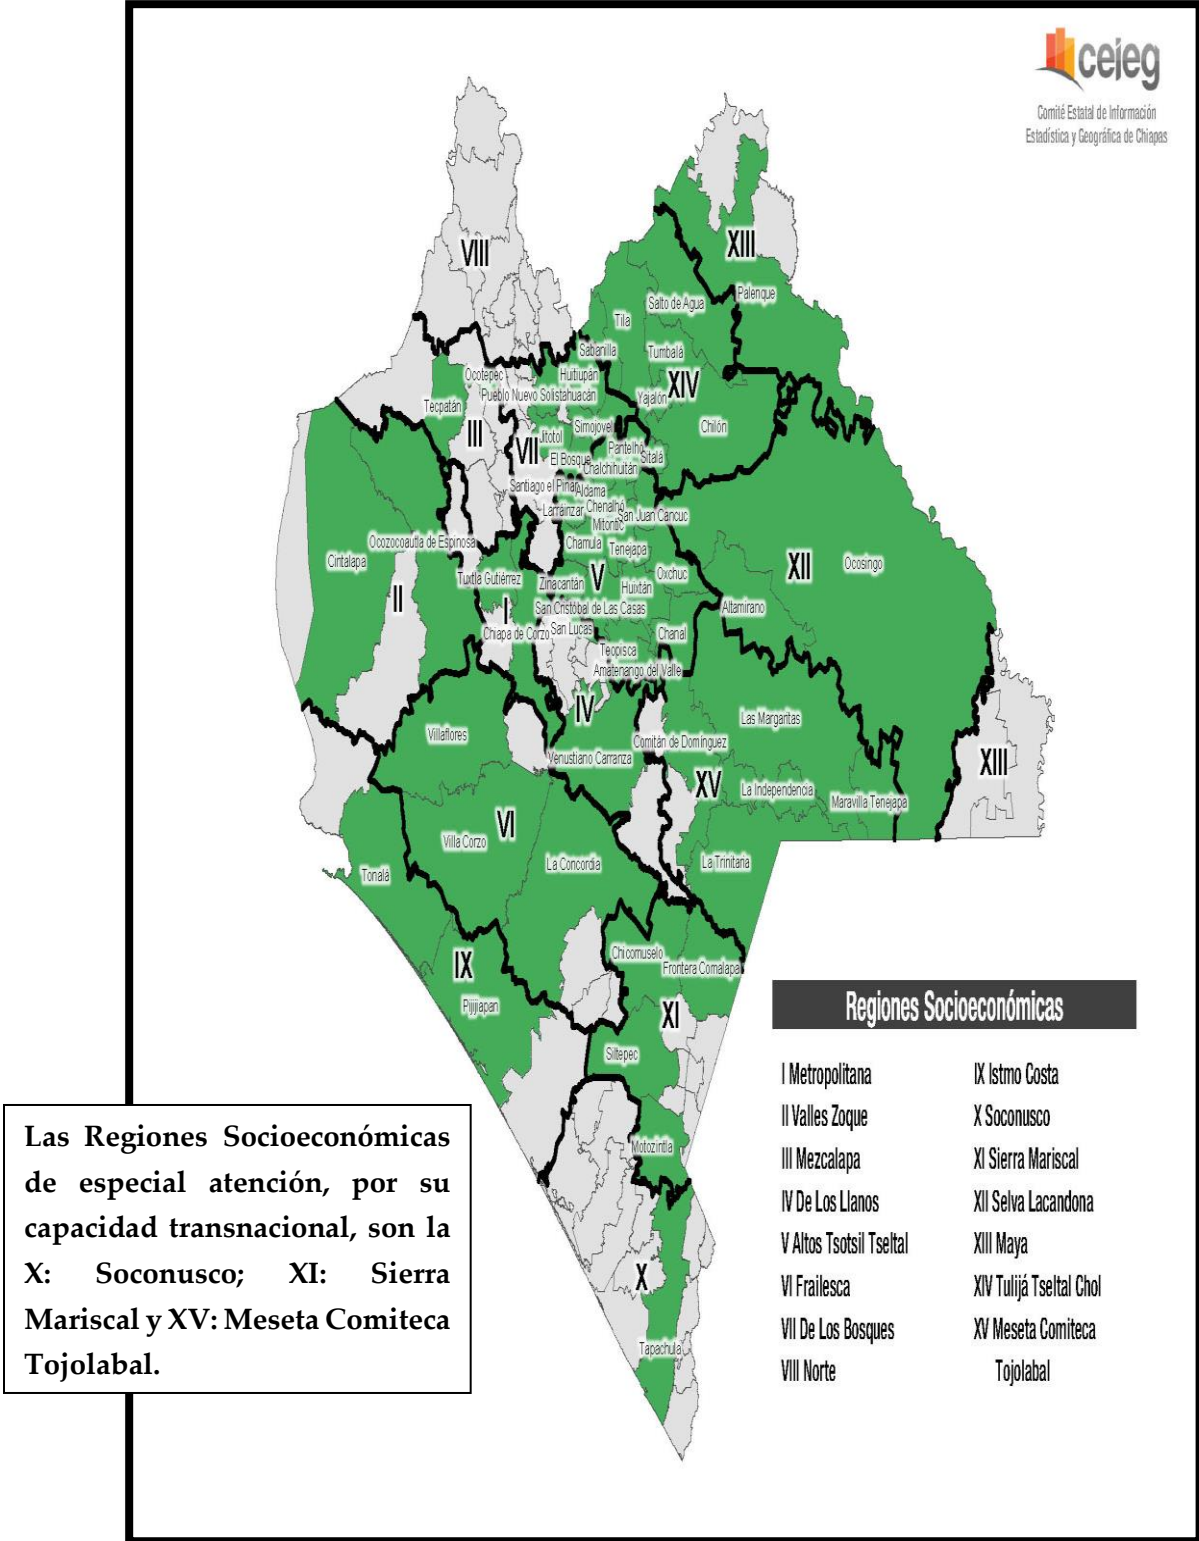 ceieg
Comité Estatal de Información
Estadística y Geográfica de Chiapas
VIII
XIII
Palenque
Salto de Agua
Tila
Tumbalá
Sabanilla
Ocotepec
Huitiupán
XIV
Pueblo Nuevo Solistahuacán
Yajalón
Tecpatán
III
Simojovel
Chilón
VII
Jitotol
Pantelhó
El Bosque
Sitalá
Chalchihuitán
Santiago el Pinar
Aldama
Larráinzar
Chenalhó
San Juan Cancuc
Mitontic
Ocozocoautla de Espinosa
Chamula
Tenejapa
Cintalapa
XII
Ocosingo
Tuxtla Gutiérrez
Zinacantán
V
Huixtán
Oxchuc
II
I
San Cristóbal de Las Casas
Altamirano
Chiapa de Corzo
San Lucas
Chanal
Teopisca
Amatenango del Valle
IV
Las Margaritas
Villaflores
Comitán de Domínguez
Venustiano Carranza
XIII
XV
La Independencia
Maravilla Tenejapa
VI
Villa Corzo
La Concordia
La Trinitaria
Tonalá
Chicomuselo
Frontera Comalapa
IX
Pijijiapan
XI
Siltepec
Motozintla
X
Tapachula
Regiones Socioeconómicas
I Metropolitana
II Valles Zoque
III Mezcalapa
IV De Los Llanos
V Altos Tsotsil Tseltal
VI Frailesca
VII De Los Bosques
VIII Norte
IX Istmo Costa
X Soconusco
XI Sierra Mariscal
XII Selva Lacandona
XIII Maya
XIV Tulijá Tseltal Chol
XV Meseta Comiteca
Tojolabal
Las Regiones Socioeconómicas
de especial atención, por su
capacidad transnacional, son la
X: Soconusco; XI: Sierra
Mariscal y XV: Meseta Comiteca
Tojolabal.